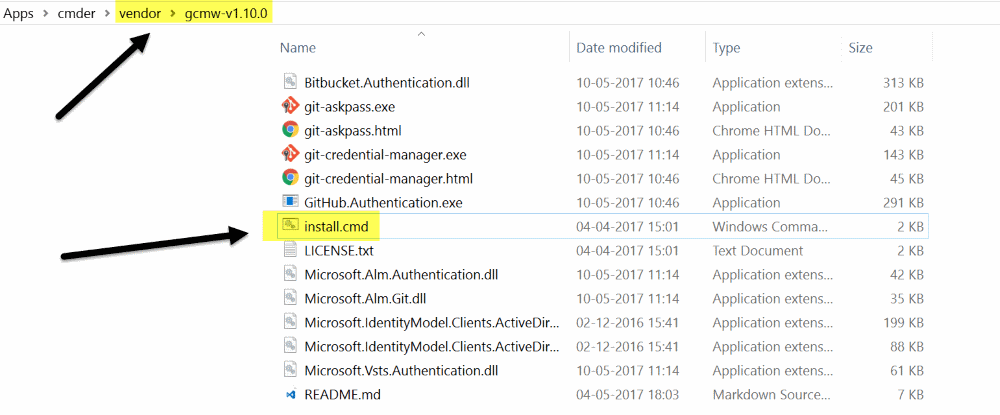 Apps > cmder > vendor > gcmw-v1.10.0
Name Date modified Type Size
Bitbucket.Authentication.dll 10-05-2017 10:46 Application extens... 313 KB
git-askpass.exe 10-05-2017 11:14 Application 201 KB
git-askpass.html 10-05-2017 10:46 Chrome HTML Do... 43 KB
git-credential-manager.exe 10-05-2017 11:14 Application 143 KB
git-credential-manager.html 10-05-2017 10:46 Chrome HTML Do... 45 KB
GitHub.Authentication.exe 10-05-2017 10:46 Application 291 KB
install.cmd 04-04-2017 15:01 Windows Comma... 2 KB
LICENSE.txt 04-04-2017 15:01 Text Document 2 KB
Microsoft.Alm.Authentication.dll 10-05-2017 11:14 Application extens... 42 KB
Microsoft.Alm.Git.dll 10-05-2017 11:14 Application extens... 35 KB
Microsoft.IdentityModel.Clients.ActiveDir... 02-12-2016 15:41 Application extens... 199 KB
Microsoft.IdentityModel.Clients.ActiveDir... 02-12-2016 15:41 Application extens... 88 KB
Microsoft.Vsts.Authentication.dll 10-05-2017 11:14 Application extens... 61 KB
README.md 04-05-2017 18:03 Markdown Source... 7 KB